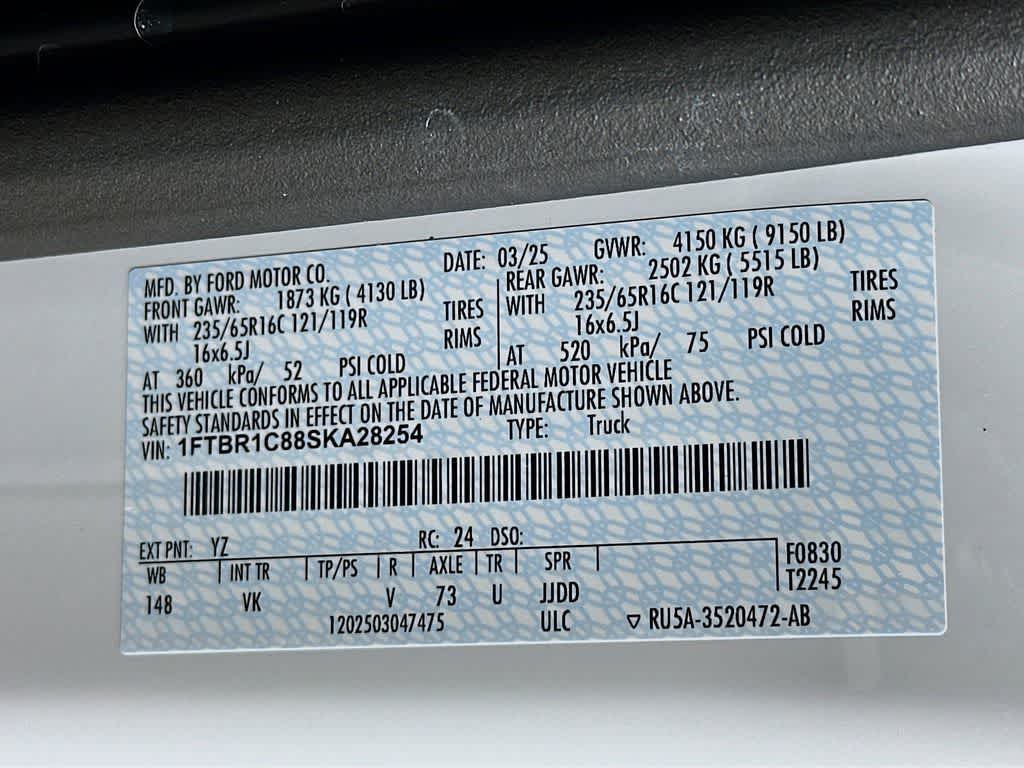 MFD. BY FORD MOTOR CO. DATE: 03/25 GVWR: 4150 KG ( 9150 LB)
FRONT GAWR: 1873 KG ( 4130 LB) REAR GAWR: 2502 KG ( 5515 LB)
WITH 235/65R16C 121/119R TIRES WITH 235/65R16C 121/119R TIRES
16x6.5J RIMS 16x6.5J RIMS
AT 360 kPa/ 52 PSI COLD AT 520 kPa/ 75 PSI COLD
THIS VEHICLE CONFORMS TO ALL APPLICABLE FEDERAL MOTOR VEHICLE
SAFETY STANDARDS IN EFFECT ON THE DATE OF MANUFACTURE SHOWN ABOVE.
VIN: 1FTBR1C88SKA28254 TYPE: Truck
EXT PNT: YZ RC: 24 DSO:
WB INT TR TP/PS R AXLE TR SPR F0830
148 VK V 73 U JJDD T2245
1202503047475 ULC ▽ RU5A-3520472-AB